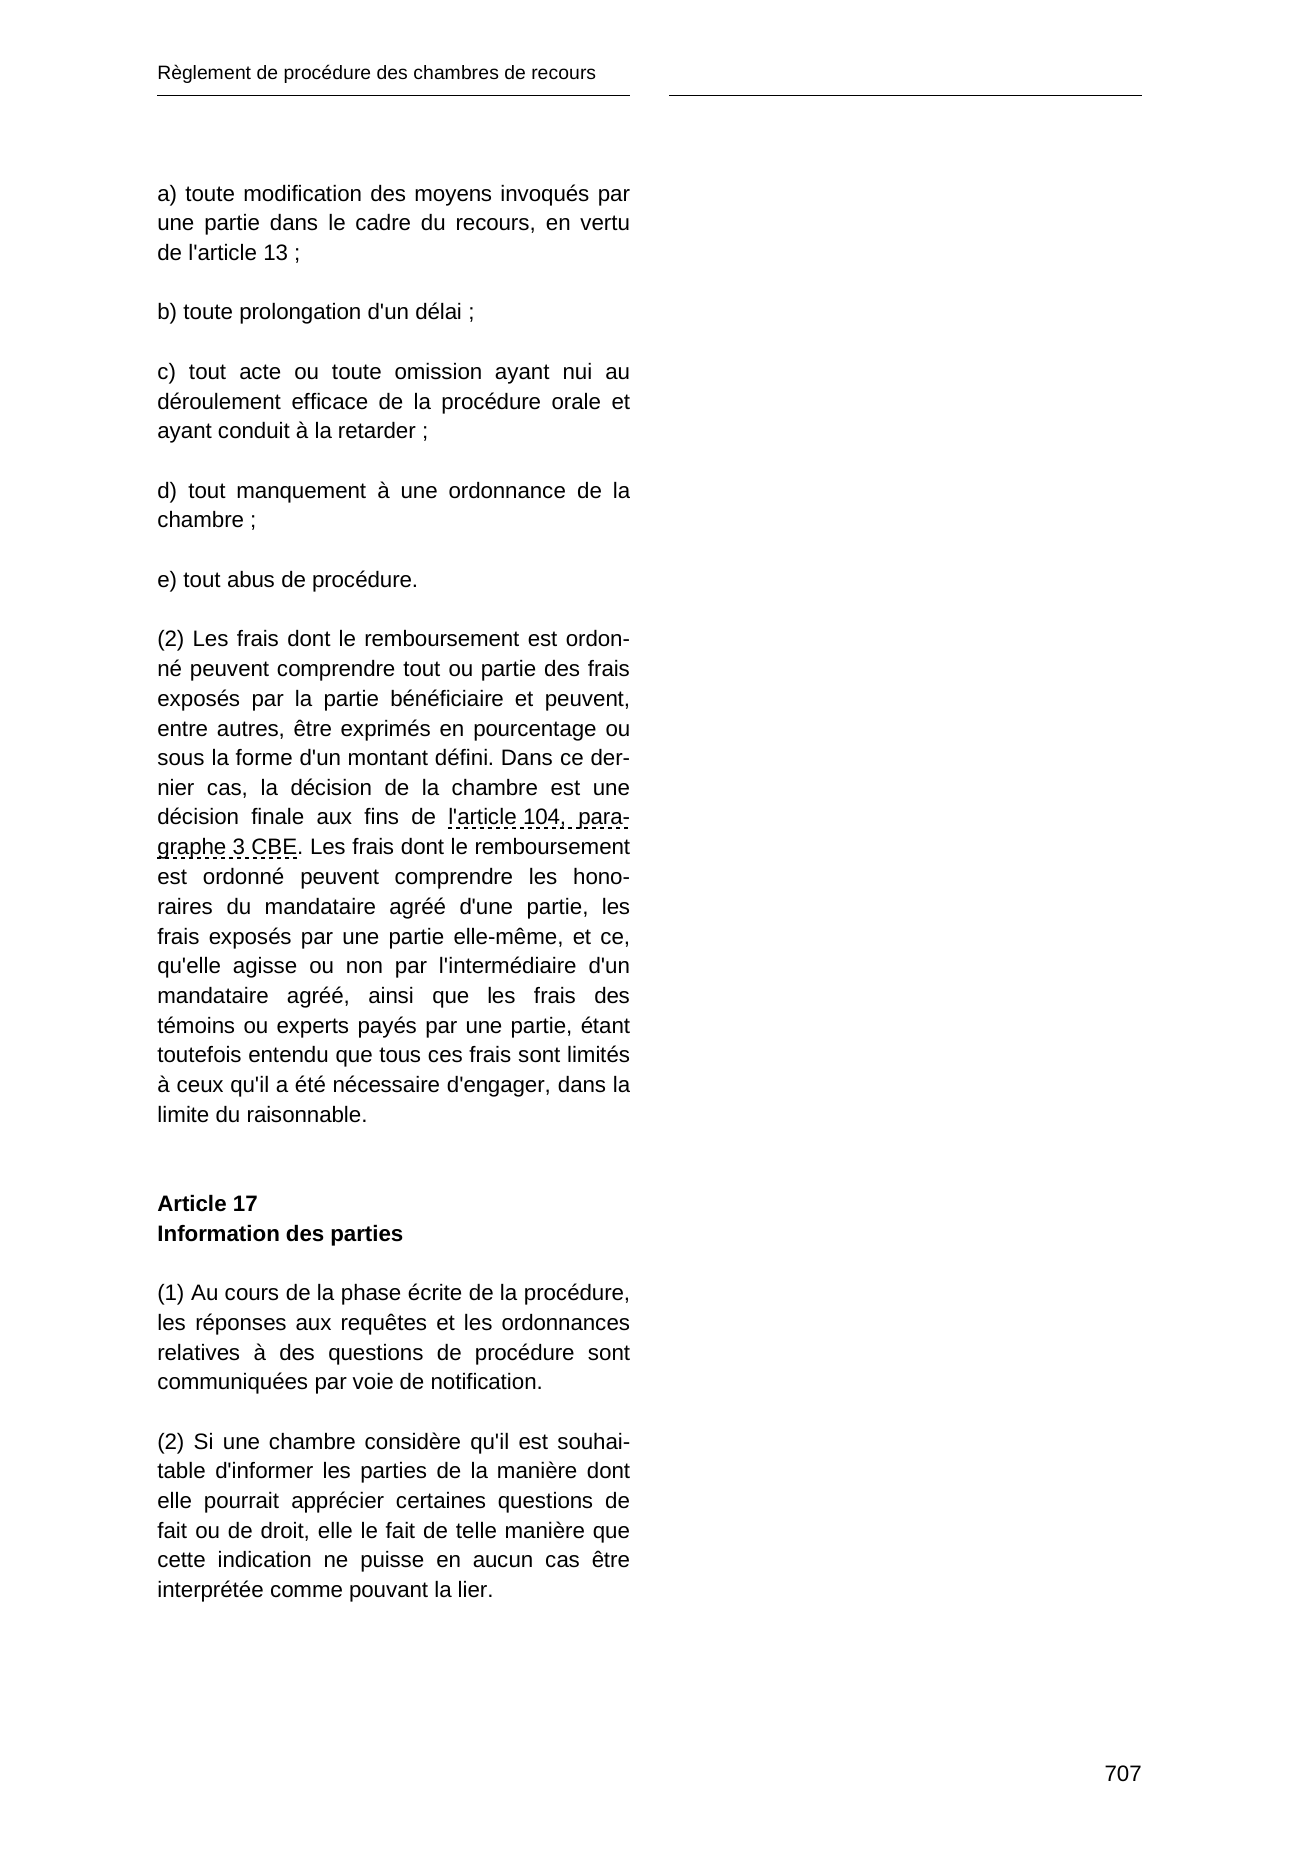 Règlement de procédure des chambres de recours
a) toute modification des moyens invoqués par
une partie dans le cadre du recours, en vertu
de l'article 13 ;
b) toute prolongation d'un délai ;
c) tout acte ou toute omission ayant nui au
déroulement efficace de la procédure orale et
ayant conduit à la retarder ;
d) tout manquement à une ordonnance de la
chambre ;
e) tout abus de procédure.
(2) Les frais dont le remboursement est ordon-
né peuvent comprendre tout ou partie des frais
exposés par la partie bénéficiaire et peuvent,
entre autres, être exprimés en pourcentage ou
sous la forme d'un montant défini. Dans ce der-
nier cas, la décision de la chambre est une
décision finale aux fins de l'article 104, para-
graphe 3 CBE. Les frais dont le remboursement
est ordonné peuvent comprendre les hono-
raires du mandataire agréé d'une partie, les
frais exposés par une partie elle-même, et ce,
qu'elle agisse ou non par l'intermédiaire d'un
mandataire agréé, ainsi que les frais des
témoins ou experts payés par une partie, étant
toutefois entendu que tous ces frais sont limités
à ceux qu'il a été nécessaire d'engager, dans la
limite du raisonnable.
Article 17
Information des parties
(1) Au cours de la phase écrite de la procédure,
les réponses aux requêtes et les ordonnances
relatives à des questions de procédure sont
communiquées par voie de notification.
(2) Si une chambre considère qu'il est souhai-
table d'informer les parties de la manière dont
elle pourrait apprécier certaines questions de
fait ou de droit, elle le fait de telle manière que
cette indication ne puisse en aucun cas être
interprétée comme pouvant la lier.
707